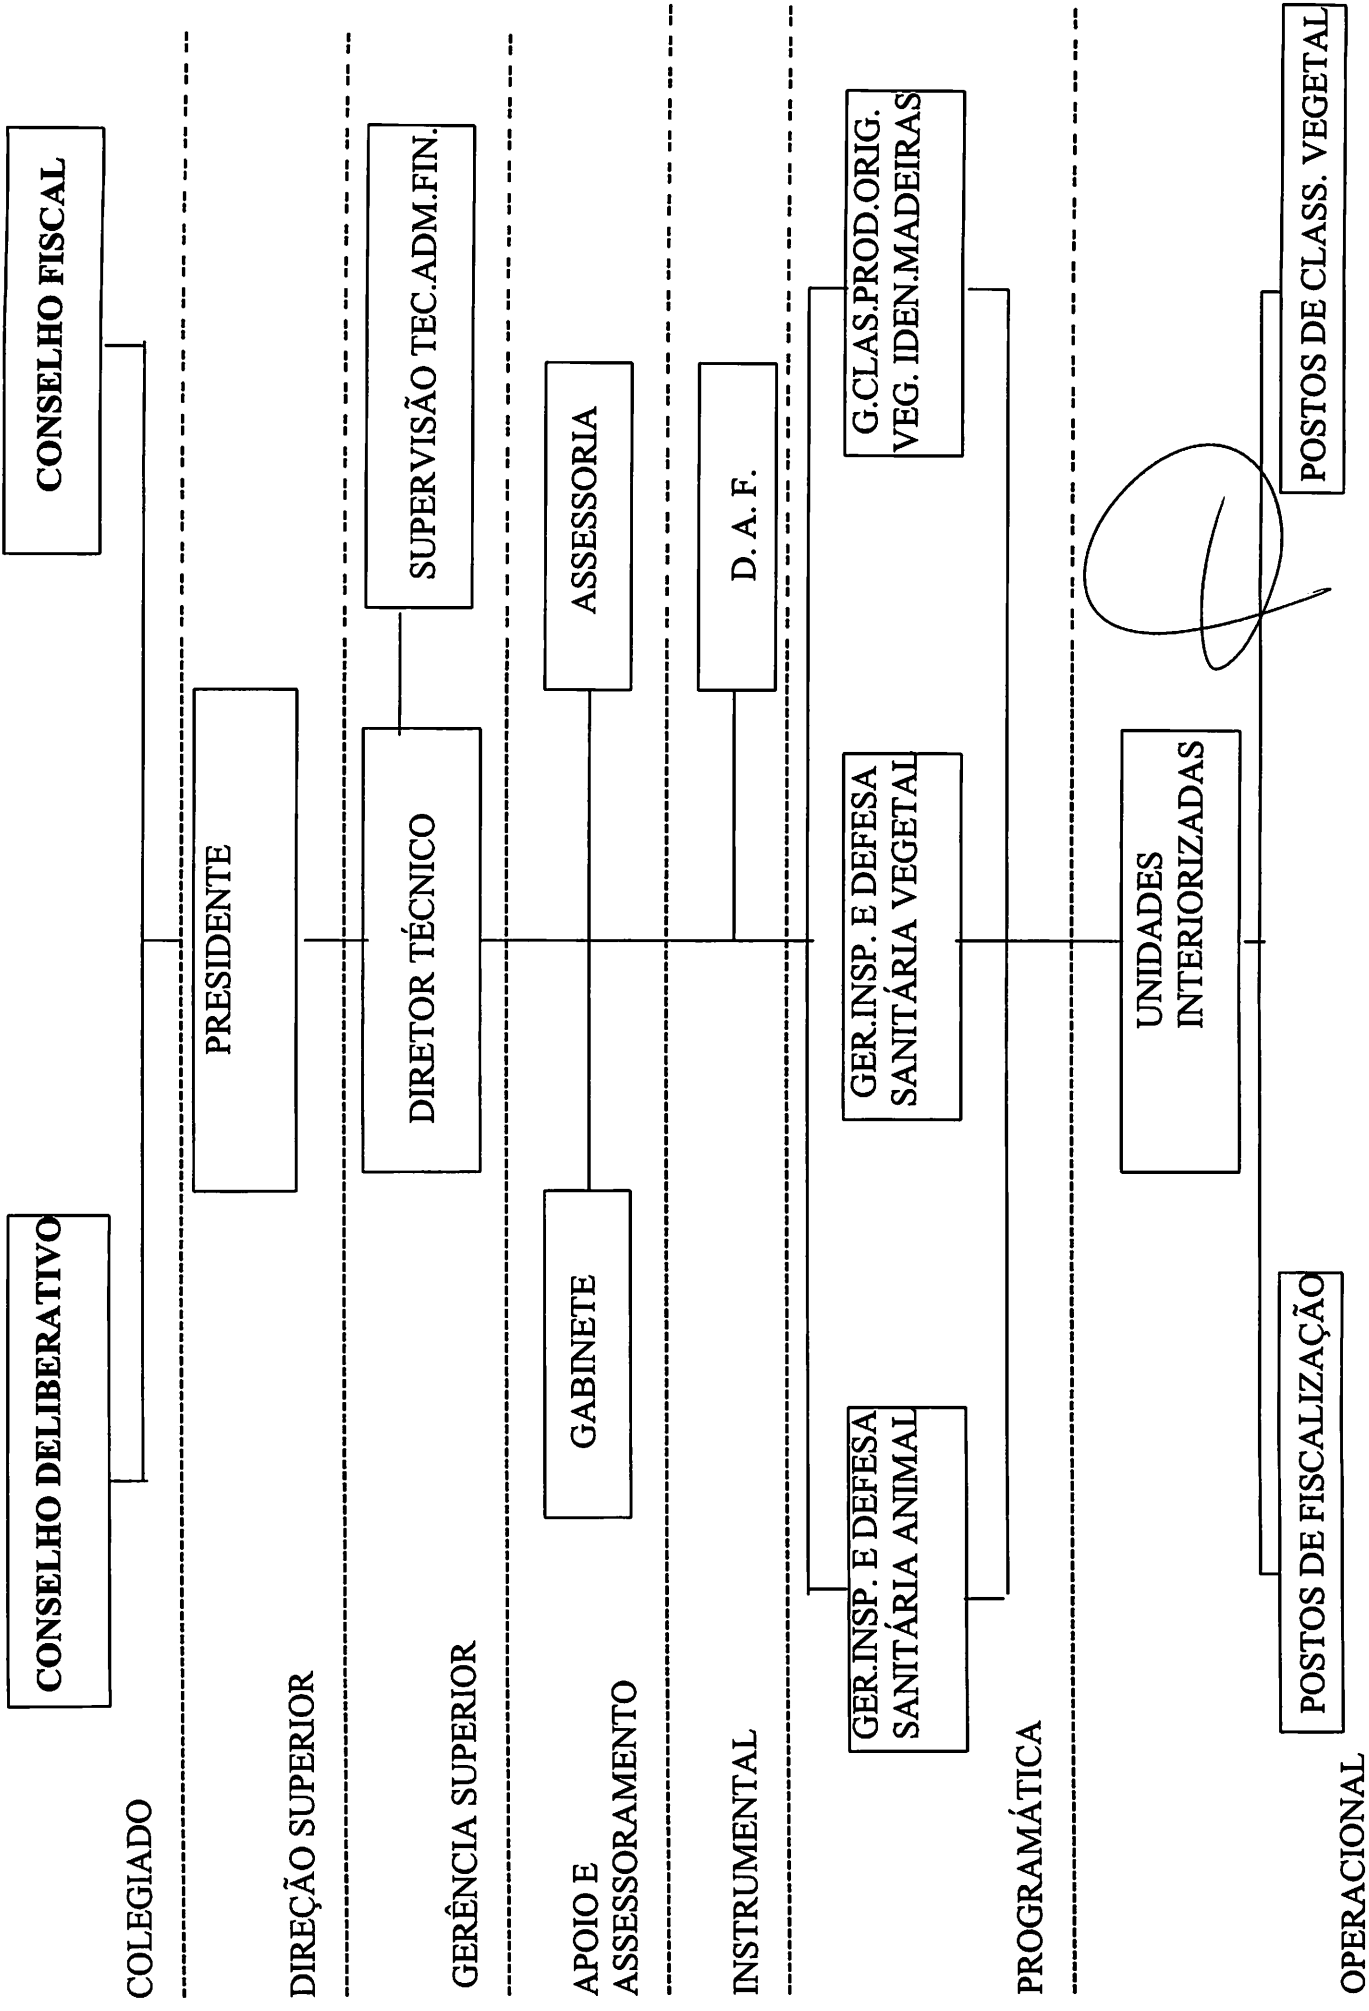 CONSELHO DELIBERATIVO
CONSELHO FISCAL
COLEGIADO
PRESIDENTE
DIREÇÃO SUPERIOR
DIRETOR TÉCNICO
SUPERVISÃO TEC.ADM.FIN.
GERÊNCIA SUPERIOR
GABINETE
ASSESSORIA
APOIO E
ASSESSORAMENTO
D. A. F.
INSTRUMENTAL
GER.INSP. E DEFESA
SANITÁRIA ANIMAL
GER.INSP. E DEFESA
SANITÁRIA VEGETAL
G.CLAS.PROD.ORIG.
VEG. IDEN.MADEIRAS
PROGRAMÁTICA
UNIDADES
INTERIORIZADAS
POSTOS DE FISCALIZAÇÃO
POSTOS DE CLASS. VEGETAL
OPERACIONAL